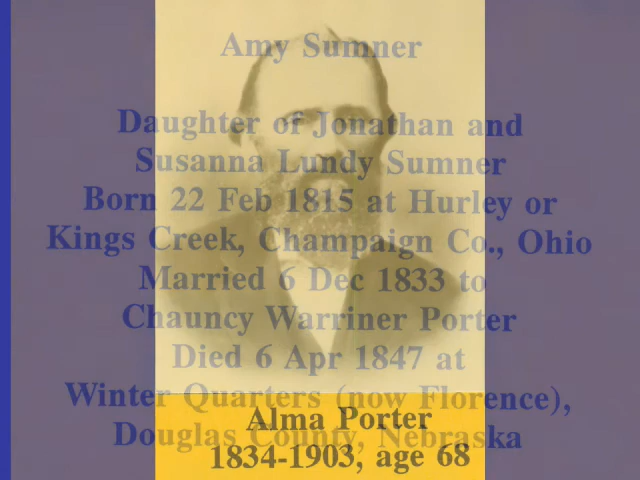 Amy Sumner
Daughter of Jonathan and
Susanna Lundy Sumner
Born 22 Feb 1815 at Hurley or
Kings Creek, Champaign Co., Ohio
Married 6 Dec 1833 to
Chauncy Warriner Porter
Died 6 Apr 1847 at
Winter Quarters (now Florence),
Douglas County, Nebraska
Alma Porter
1834-1903, age 68